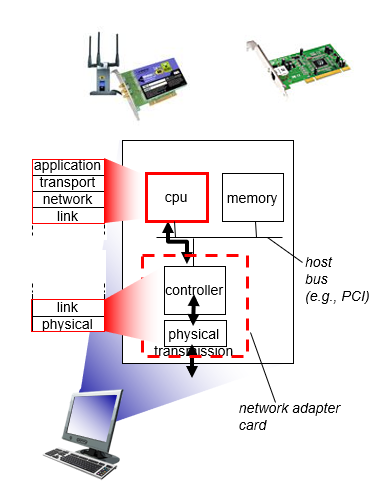 application
transport
network
link
cpu
memory
host
bus
(e.g., PCI)
controller
link
physical
physical
transmission
network adapter
card